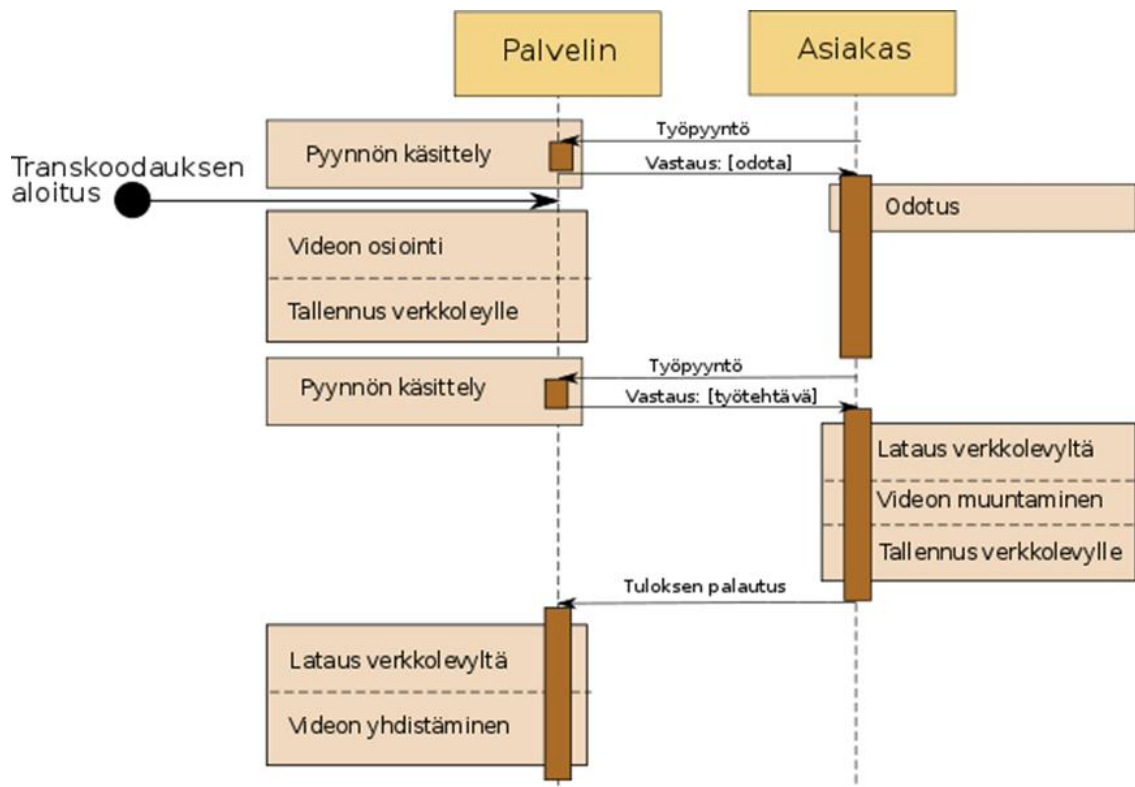 Palvelin
Asiakas
Työpyyntö
Pyynnön käsittely
Vastaus: [odota]
Transkoodauksen
aloitus
Odotus
Videon osiointi
Tallennus verkkoleylle
Työpyyntö
Pyynnön käsittely
Vastaus: [työtehtävä]
Lataus verkkolevyltä
Videon muuntaminen
Tallennus verkkolevylle
Tuloksen palautus
Lataus verkkolevyltä
Videon yhdistäminen